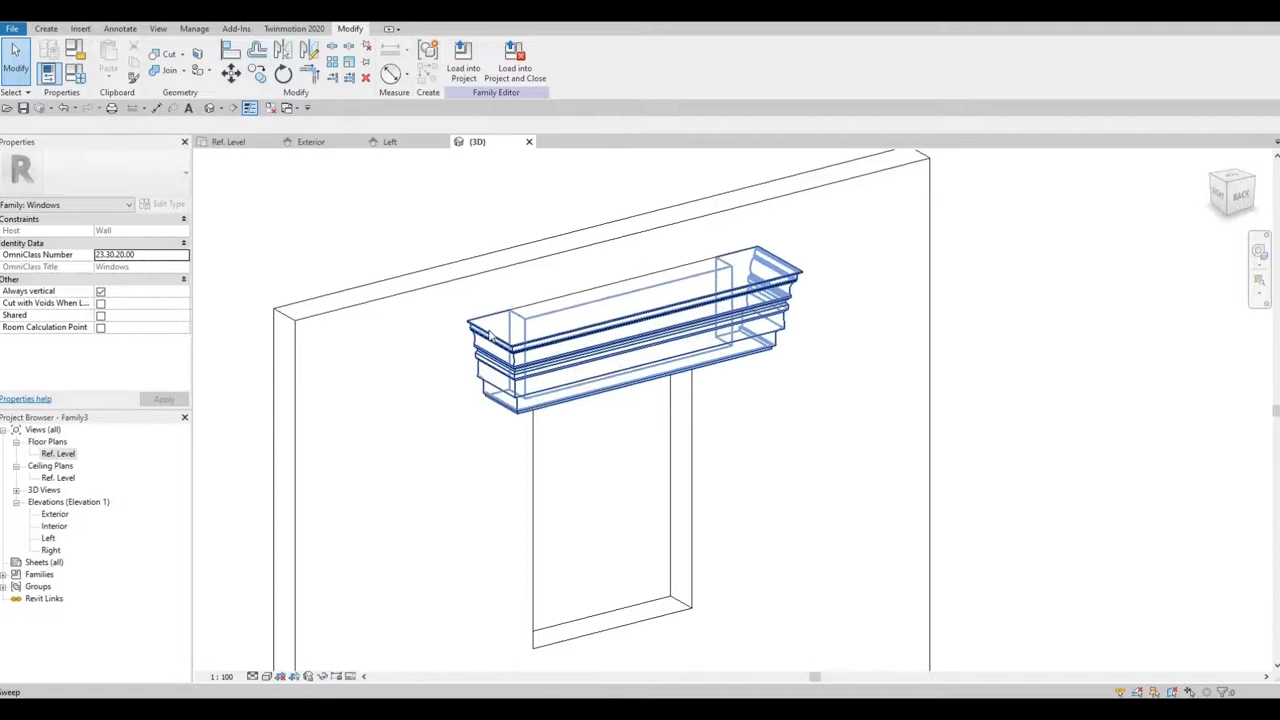 File Create Insert Annotate View Manage Add-Ins Twinmotion 2020 Modify
Modify
Paste
Cut
Join
Load into Project
Load into Project and Close
Select Properties Clipboard Geometry Modify Measure Create Family Editor
Properties
Ref. Level Exterior Left {3D}
R
Family: Windows Edit Type
Constraints
Host Wall
Identity Data
OmniClass Number 23.30.20.00
OmniClass Title Windows
Other
Always vertical
Cut with Voids When L...
Shared
Room Calculation Point
Properties help Apply
Project Browser - Family3
Views (all)
Floor Plans
Ref. Level
Ceiling Plans
Ref. Level
3D Views
Elevations (Elevation 1)
Exterior
Interior
Left
Right
Sheets (all)
Families
Groups
Revit Links
BACK
1 : 100
Sweep
:0